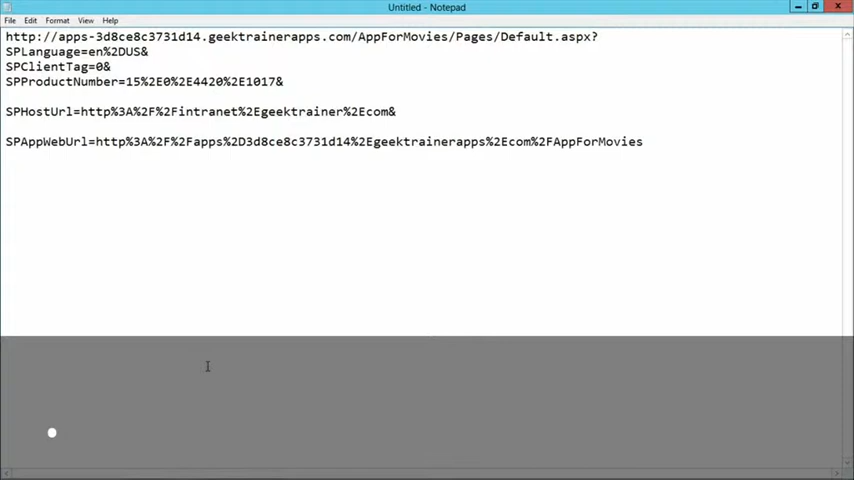 Untitled - Notepad
File Edit Format View Help
http://apps-3d8ce8c3731d14.geektrainerapps.com/AppForMovies/Pages/Default.aspx?
SPLanguage=en%2DUS&
SPClientTag=0&
SPProductNumber=15%2E0%2E4420%2E1017&
SPHostUrl=http%3A%2F%2Fintranet%2Egeektrainer%2Ecom&
SPAppWebUrl=http%3A%2F%2Fapps%2D3d8ce8c3731d14%2Egeektrainerapps%2Ecom%2FAppForMovies